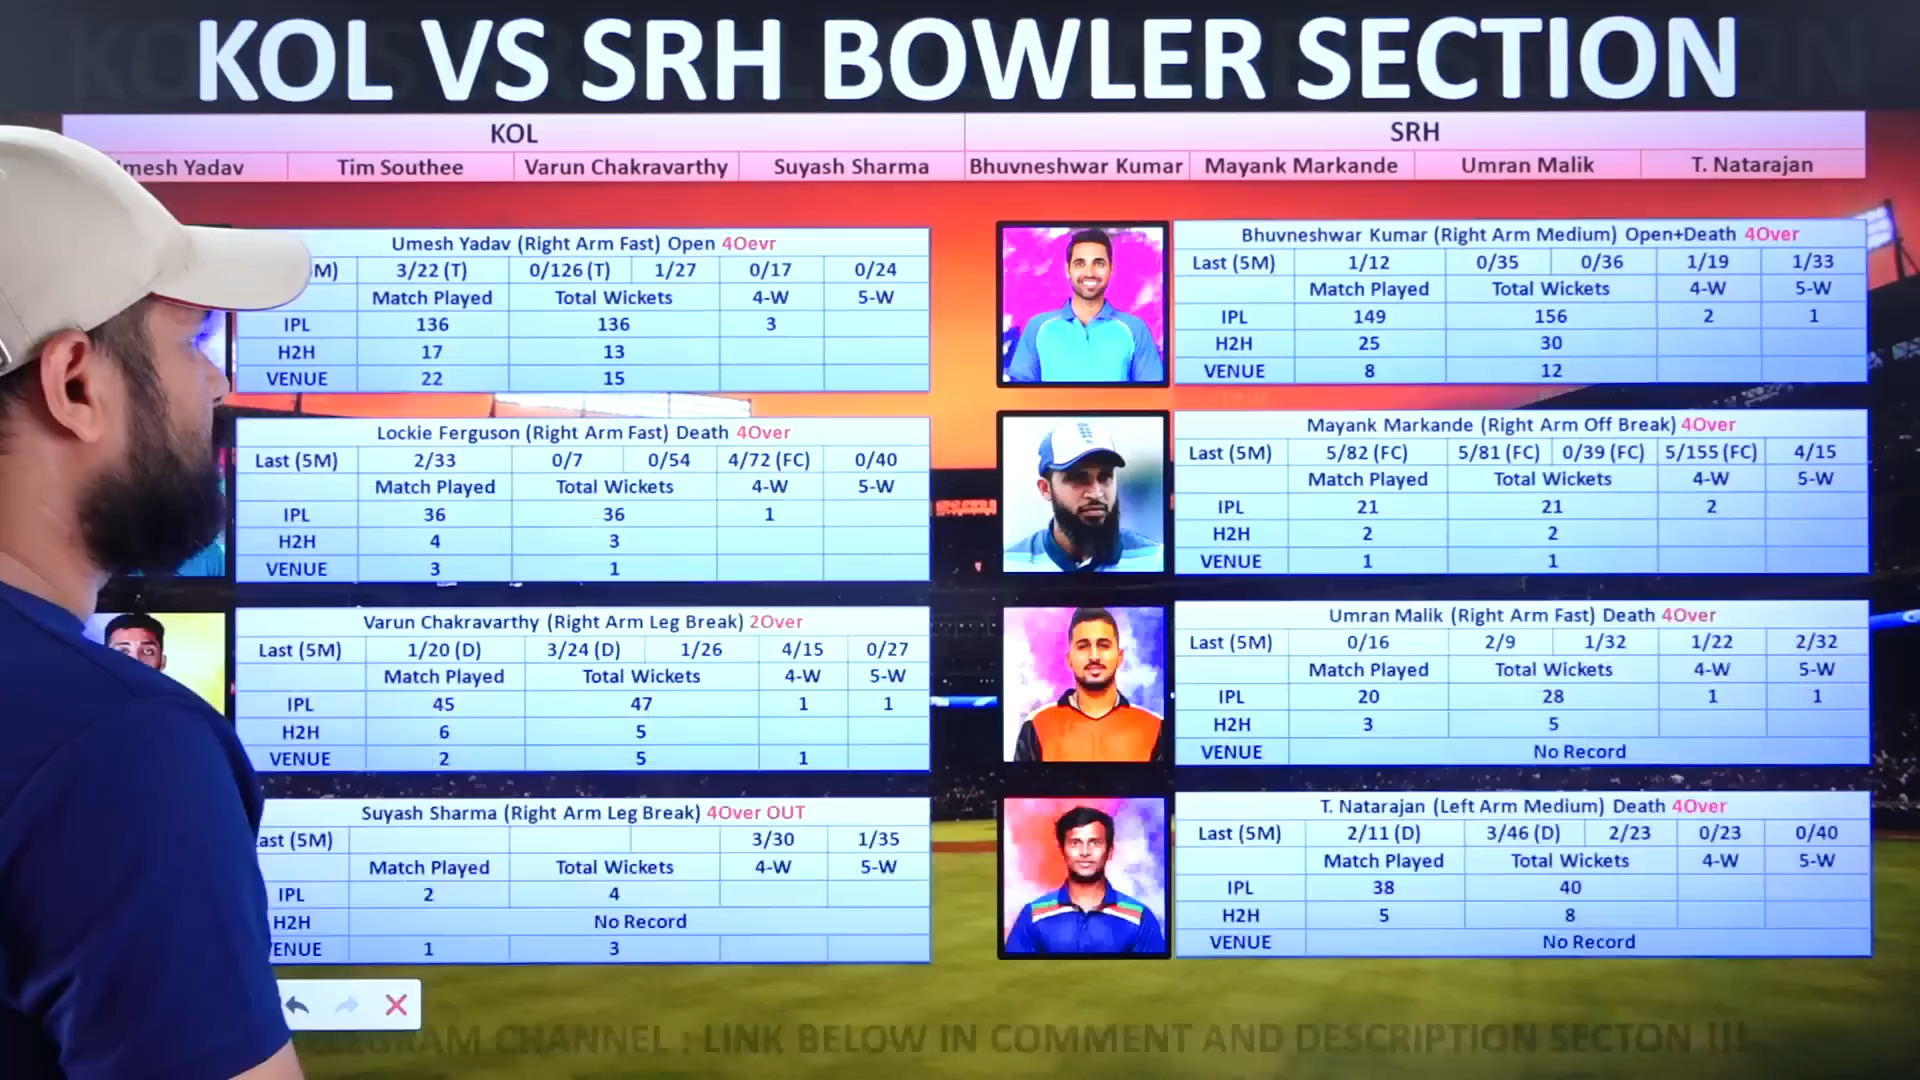 KOL VS SRH BOWLER SECTION
KOL
SRH
mesh Yadav
Tim Southee
Varun Chakravarthy
Suyash Sharma
Bhuvneshwar Kumar
Mayank Markande
Umran Malik
T. Natarajan
Umesh Yadav (Right Arm Fast) Open 4Oevr
M) 3/22 (T) 0/126 (T) 1/27 0/17 0/24
Match Played Total Wickets 4-W 5-W
IPL 136 136 3
H2H 17 13
VENUE 22 15
Lockie Ferguson (Right Arm Fast) Death 4Over
Last (5M) 2/33 0/7 0/54 4/72 (FC) 0/40
Match Played Total Wickets 4-W 5-W
IPL 36 36 1
H2H 4 3
VENUE 3 1
Varun Chakravarthy (Right Arm Leg Break) 2Over
Last (5M) 1/20 (D) 3/24 (D) 1/26 4/15 0/27
Match Played Total Wickets 4-W 5-W
IPL 45 47 1 1
H2H 6 5
VENUE 2 5 1
Suyash Sharma (Right Arm Leg Break) 4Over OUT
ast (5M) 3/30 1/35
Match Played Total Wickets 4-W 5-W
IPL 2 4
H2H No Record
ENUE 1 3
Bhuvneshwar Kumar (Right Arm Medium) Open+Death 4Over
Last (5M) 1/12 0/35 0/36 1/19 1/33
Match Played Total Wickets 4-W 5-W
IPL 149 156 2 1
H2H 25 30
VENUE 8 12
Mayank Markande (Right Arm Off Break) 4Over
Last (5M) 5/82 (FC) 5/81 (FC) 0/39 (FC) 5/155 (FC) 4/15
Match Played Total Wickets 4-W 5-W
IPL 21 21 2
H2H 2 2
VENUE 1 1
Umran Malik (Right Arm Fast) Death 4Over
Last (5M) 0/16 2/9 1/32 1/22 2/32
Match Played Total Wickets 4-W 5-W
IPL 20 28 1 1
H2H 3 5
VENUE No Record
T. Natarajan (Left Arm Medium) Death 4Over
Last (5M) 2/11 (D) 3/46 (D) 2/23 0/23 0/40
Match Played Total Wickets 4-W 5-W
IPL 38 40
H2H 5 8
VENUE No Record
LEGRAM CHANNEL : LINK BELOW IN COMMENT AND DESCRIPTION SECTON !!!